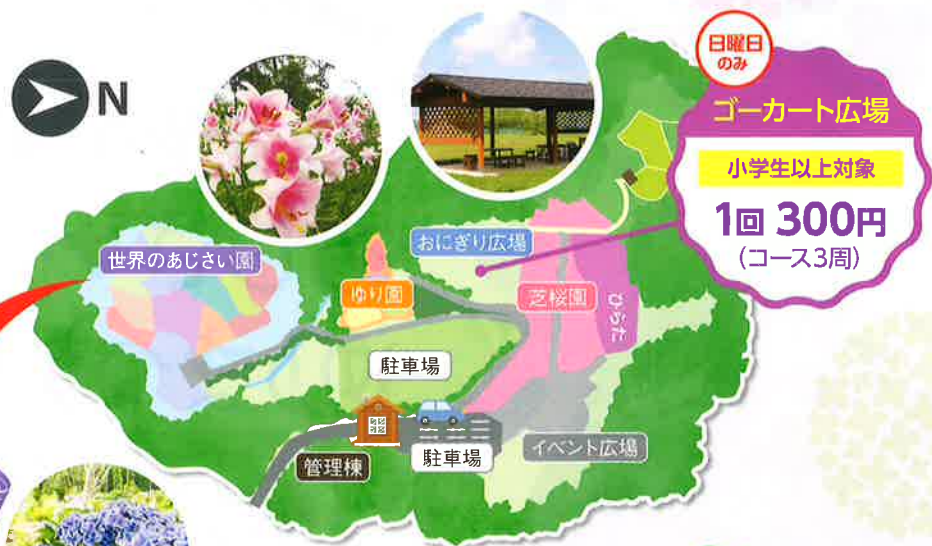 N
日曜日
のみ
ゴーカート広場
小学生以上対象
1回 300円
(コース3周)
おにぎり広場
世界のあじさい園
ゆり園
芝桜園
ひらた
駐車場
駐車場
イベント広場
管理棟